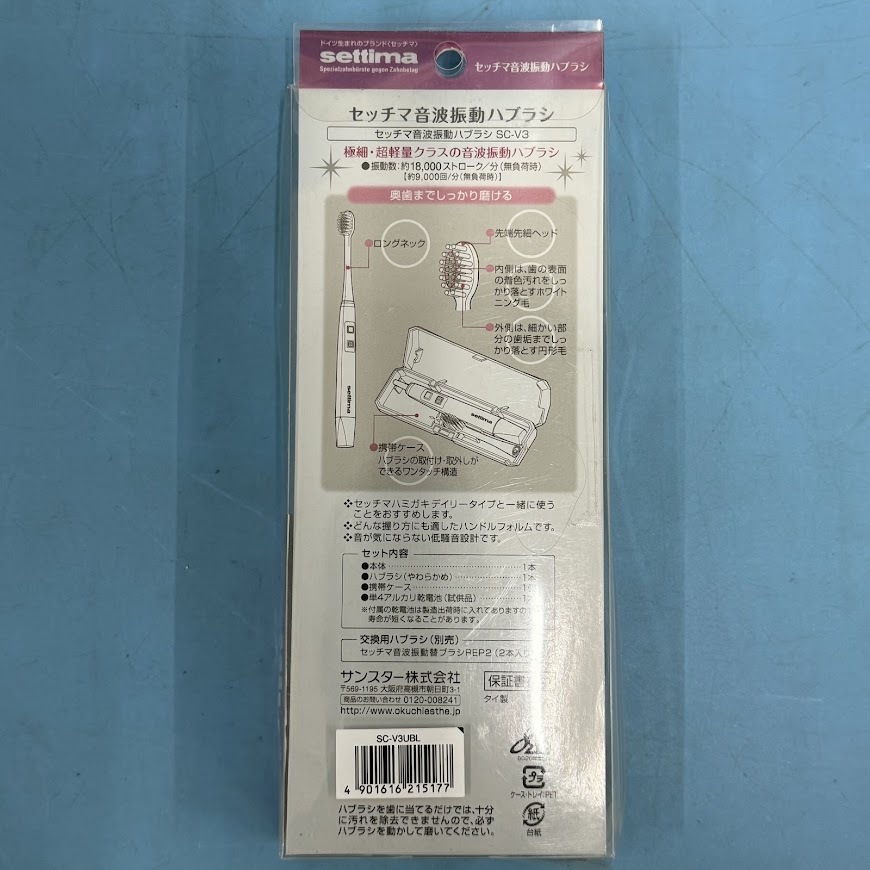 ドイツ生まれのブランド〈セッチマ〉
settima
Spezialzahnbürste gegen Zahnbelag
セッチマ音波振動ハブラシ
セッチマ音波振動ハブラシ
セッチマ音波振動ハブラシ SC-V3
極細・超軽量クラスの音波振動ハブラシ
●振動数：約18,000ストローク／分（無負荷時）
【約9,000回／分（無負荷時）】
奥歯までしっかり磨ける
ロングネック
先端先細ヘッド
内側は、歯の表面
の着色汚れをしっ
かり落とすホワイト
ニング毛
外側は、細かい部
分の歯垢までしっ
かり落とす円形毛
settima
settima
携帯ケース
ハブラシの取付け・取外しが
できるワンタッチ構造
❖セッチマハミガキ デイリータイプと一緒に使う
ことをおすすめします。
❖どんな握り方にも適したハンドルフォルムです。
❖音が気にならない低騒音設計です。
セット内容
●本体 1本
●ハブラシ（やわらかめ） 1本
●携帯ケース
●単4アルカリ乾電池（試供品）
※付属の乾電池は製造出荷時に入れてありますの
寿命が短くなることがあります。
交換用ハブラシ（別売）
セッチマ音波振動替ブラシPEP2（2本入
サンスター株式会社
〒569-1195 大阪府高槻市朝日町3-1
商品のお問い合わせ 0120-008241
http://www.okuchiesthe.jp
保証書
タイ製
SC-V3UBL
4 901616 215177
プラ
ケース・トレイ：PET
紙
台紙
ハブラシを歯に当てるだけでは、十分
に汚れを除去できませんので、必ず
ハブラシを動かして磨いてください。